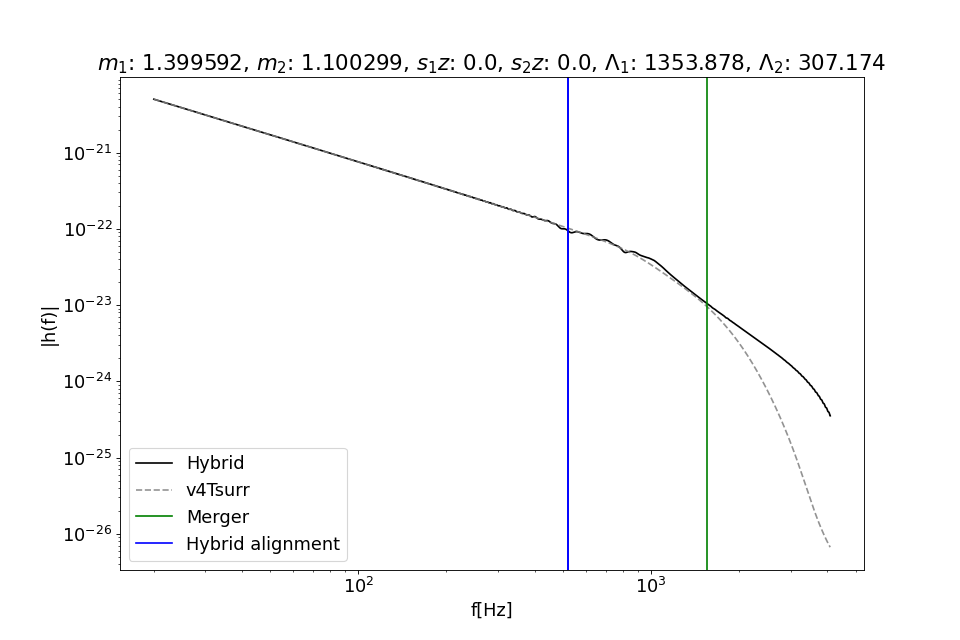 m₁: 1.399592, m₂: 1.100299, s₁z: 0.0, s₂z: 0.0, Λ₁: 1353.878, Λ₂: 307.174
10⁻²¹
10⁻²²
10⁻²³
10⁻²⁴
10⁻²⁵
10⁻²⁶
|h(f)|
Hybrid
v4Tsurr
Merger
Hybrid alignment
10² 10³
f[Hz]